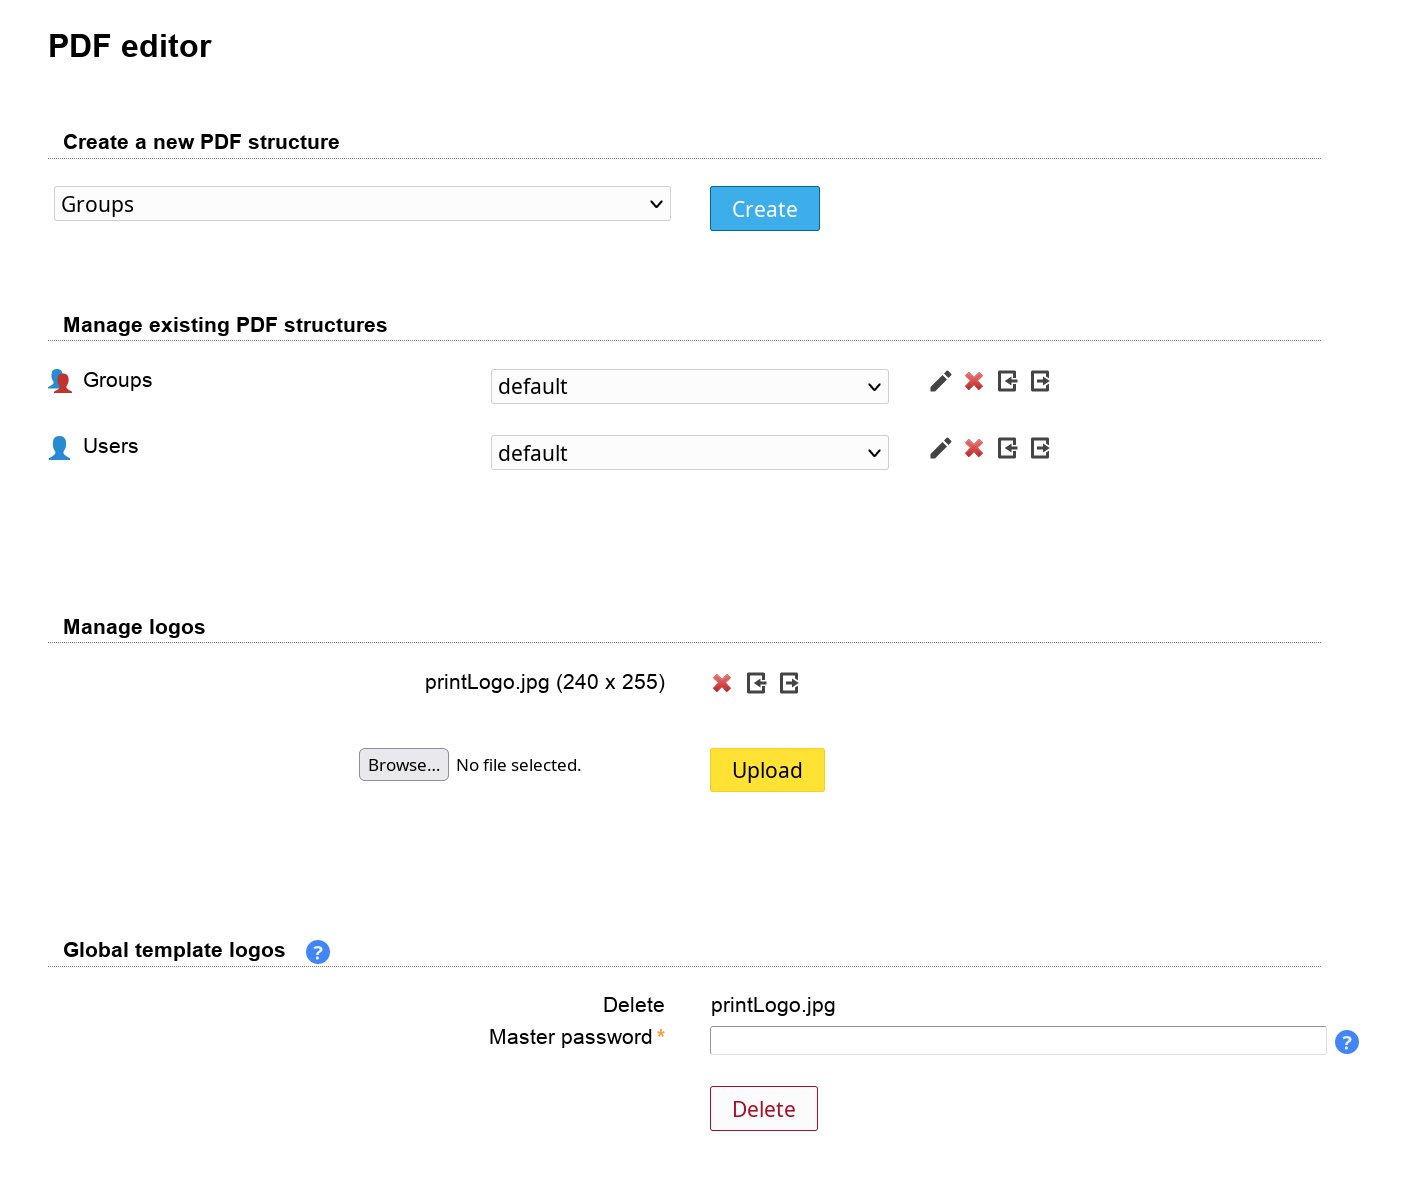 PDF editor
Create a new PDF structure
Groups
Create
Manage existing PDF structures
Groups default
Users default
Manage logos
printLogo.jpg (240 x 255)
Browse... No file selected. Upload
Global template logos ?
Delete printLogo.jpg
Master password * ?
Delete